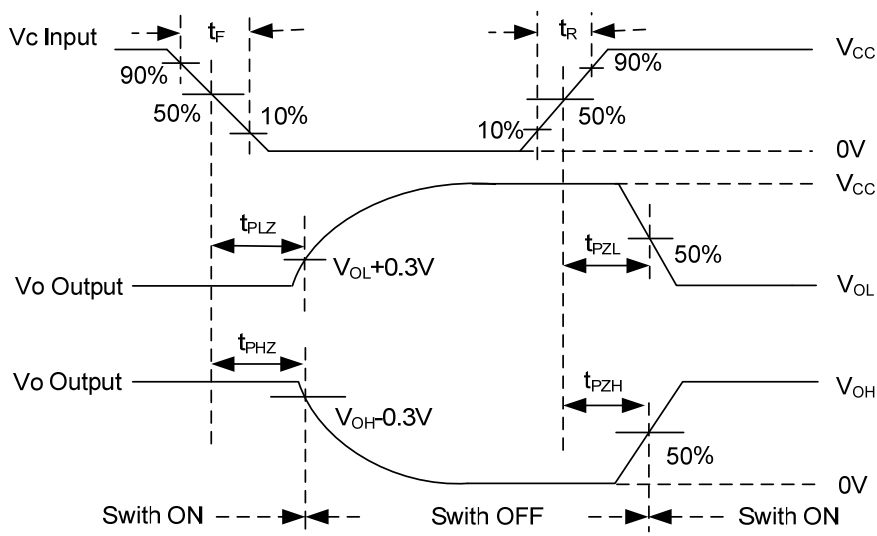 Vc Input
tF
tR
VCC
90%
90%
50%
10%
10%
50%
0V
VCC
tPLZ
VOL+0.3V
tPZL
50%
Vo Output
VOL
tPHZ
Vo Output
VOH-0.3V
tPZH
VOH
50%
0V
Swith ON
Swith OFF
Swith ON